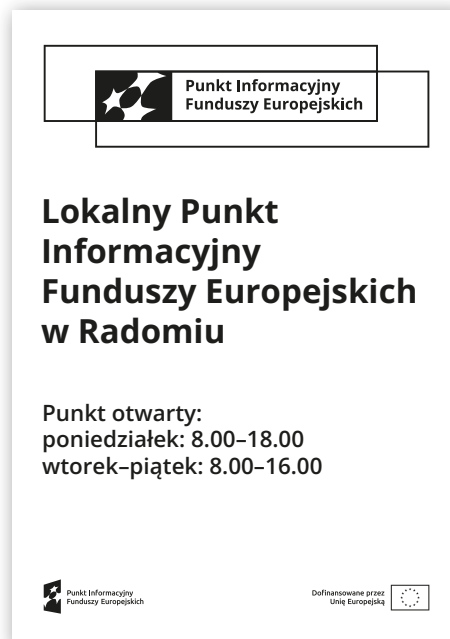 Punkt Informacyjny
Funduszy Europejskich
Lokalny Punkt
Informacyjny
Funduszy Europejskich
w Radomiu
Punkt otwarty:
poniedziałek: 8.00–18.00
wtorek–piątek: 8.00–16.00
Punkt Informacyjny
Funduszy Europejskich
Dofinansowane przez
Unię Europejską